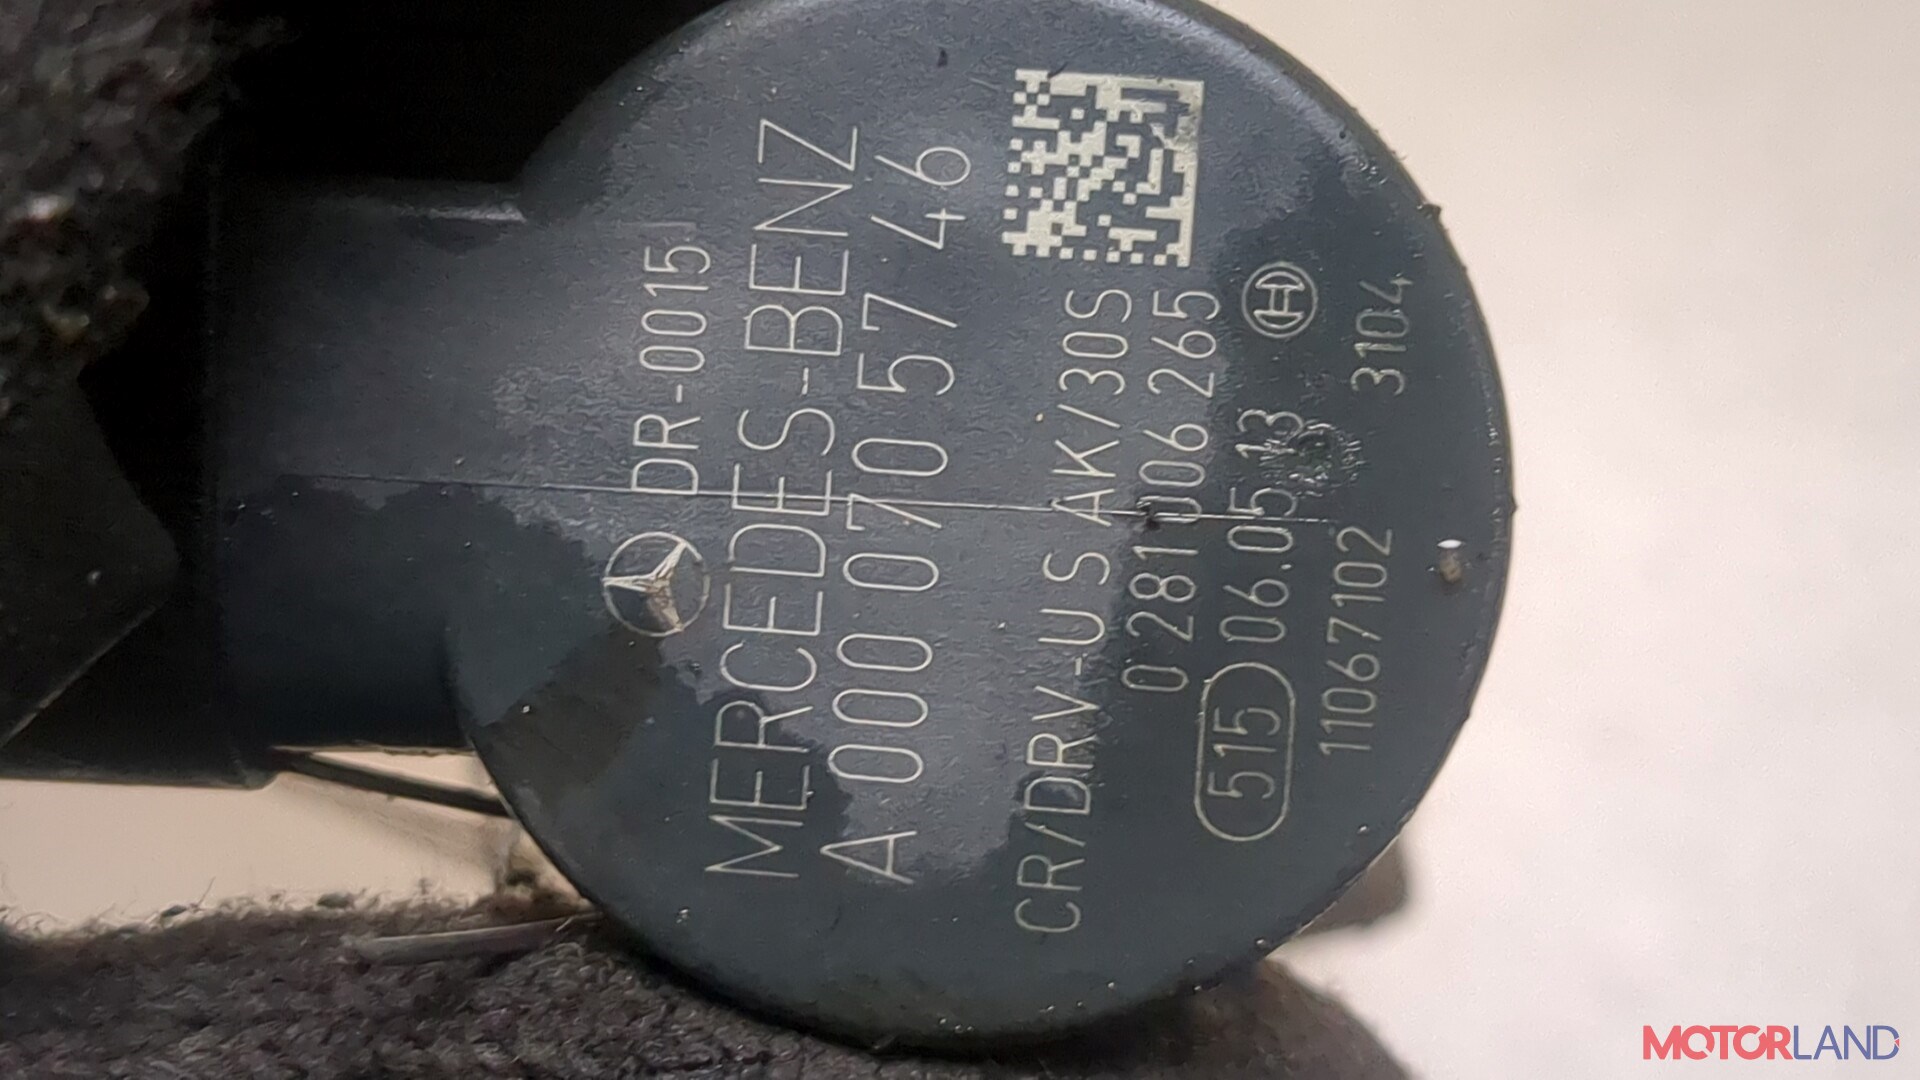 DR-0015
MERCEDES-BENZ
A 000 070 57 46
CR/DRV-US AK/30S
0 281 006 265
515 06.05.13
11067102 3104
MOTORLAND